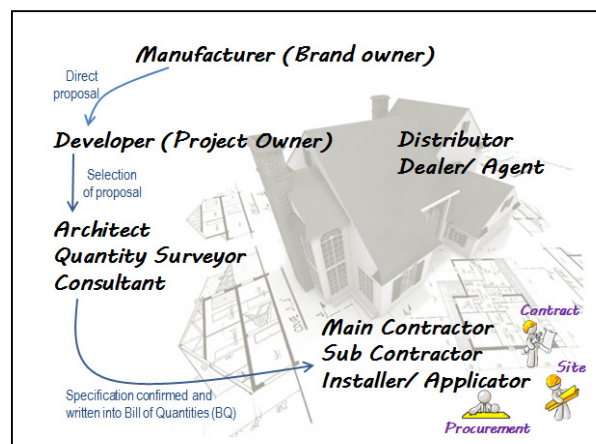 Manufacturer (Brand owner)
Direct
proposal
Developer (Project Owner)
Distributor
Dealer/ Agent
Selection
of proposal
Architect
Quantity Surveyor
Consultant
Contract
Main Contractor
Sub Contractor
Installer/ Applicator
Site
Specification confirmed and
written into Bill of Quantities (BQ)
Procurement